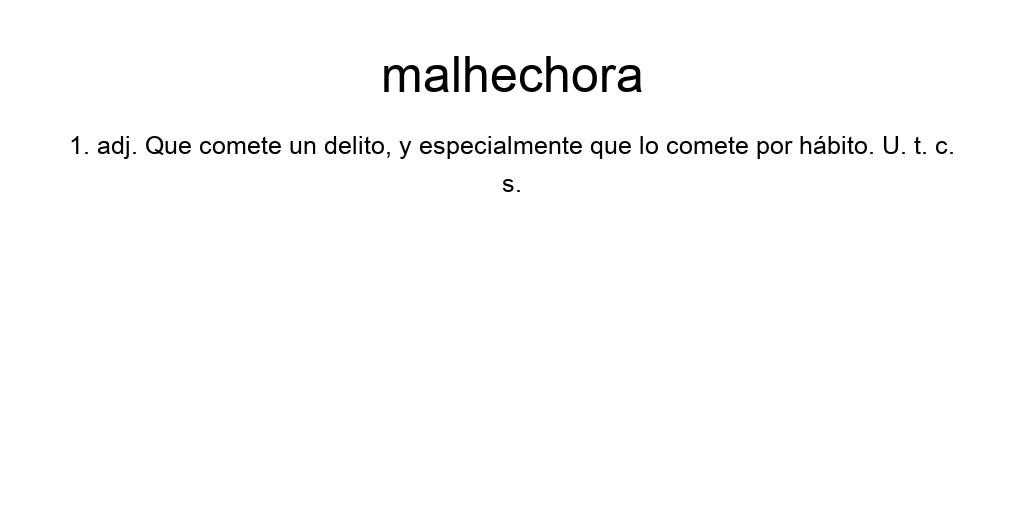 malhechora
1. adj. Que comete un delito, y especialmente que lo comete por hábito. U. t. c.
s.